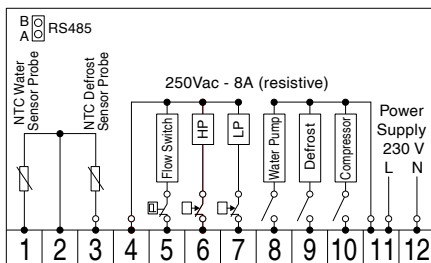 B
A
RS485
NTC Water
Sensor Probe
NTC Defrost
Sensor Probe
250Vac - 8A (resistive)
Flow Switch
HP
LP
Water Pump
Defrost
Compressor
Power
Supply
230 V
L N
1 2 3 4 5 6 7 8 9 10 11 12